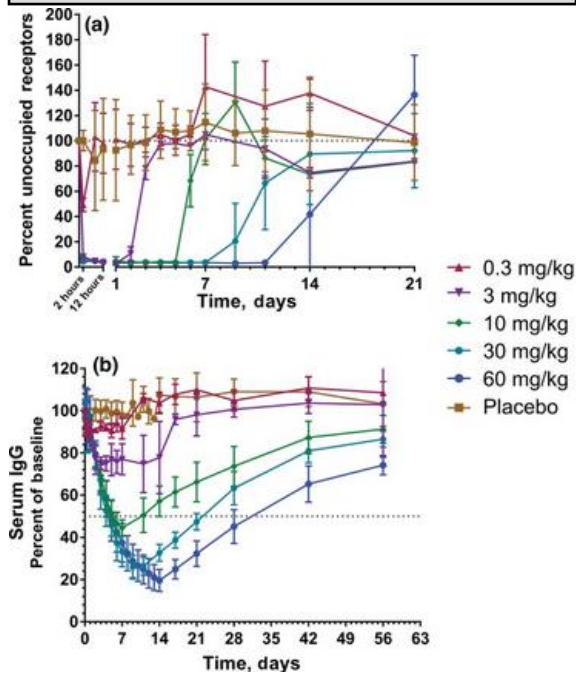 (a)
Percent unoccupied receptors
200
180
160
140
120
100
80
60
40
20
0
2 hours
12 hours
1
7
14
21
Time, days
0.3 mg/kg
3 mg/kg
10 mg/kg
30 mg/kg
60 mg/kg
Placebo
(b)
Serum IgG
Percent of baseline
120
100
80
60
40
20
0
0
7
14
21
28
35
42
49
56
63
Time, days